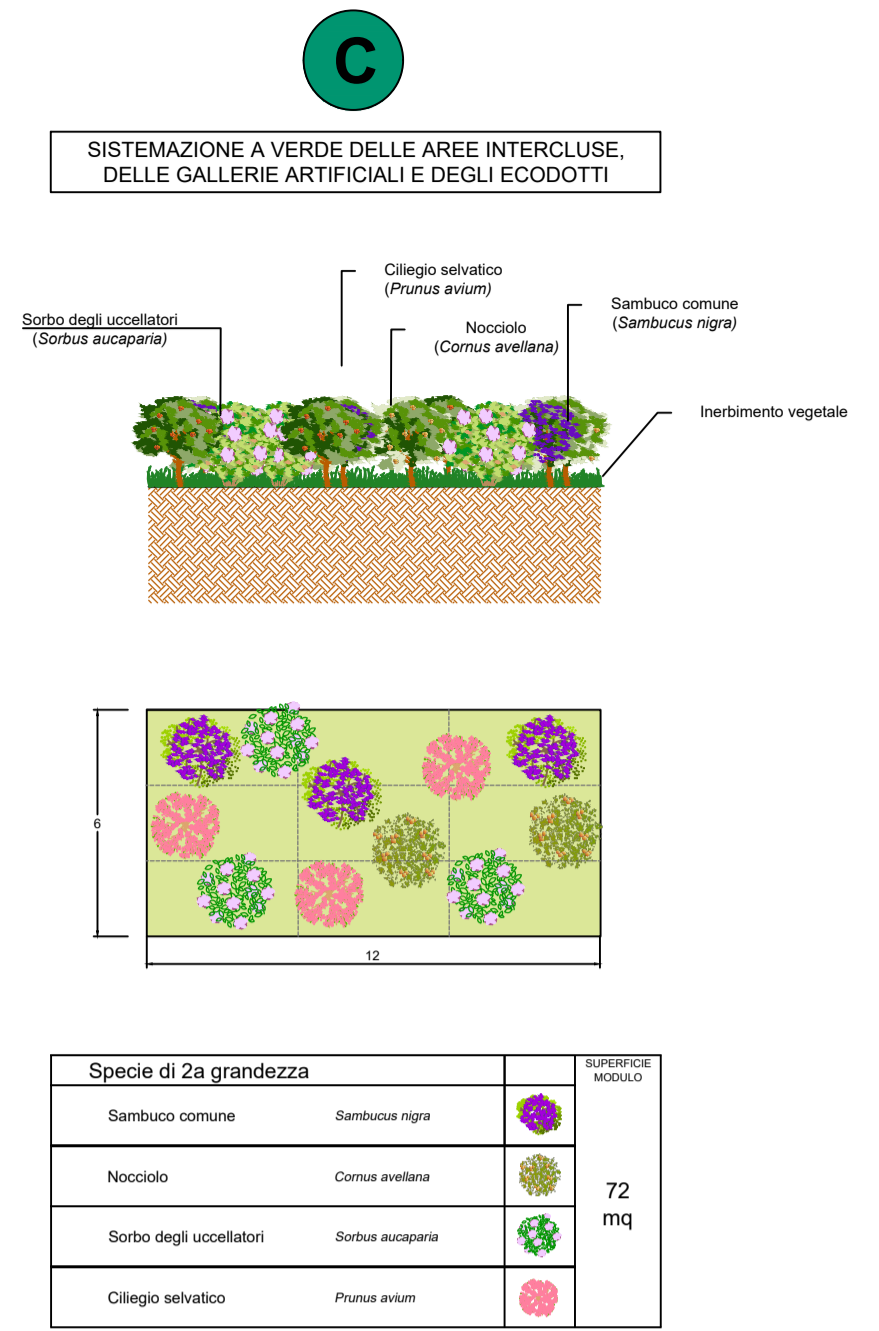 C
SISTEMAZIONE A VERDE DELLE AREE INTERCLUSE,
DELLE GALLERIE ARTIFICIALI E DEGLI ECODOTTI
Ciliegio selvatico
(Prunus avium)
Sorbo degli uccellatori
(Sorbus aucaparia)
Nocciolo
(Cornus avellana)
Sambuco comune
(Sambucus nigra)
Inerbimento vegetale
6
12
Specie di 2a grandezza
SUPERFICIE
MODULO
Sambuco comune Sambucus nigra
Nocciolo Cornus avellana
Sorbo degli uccellatori Sorbus aucaparia
Ciliegio selvatico Prunus avium
72
mq